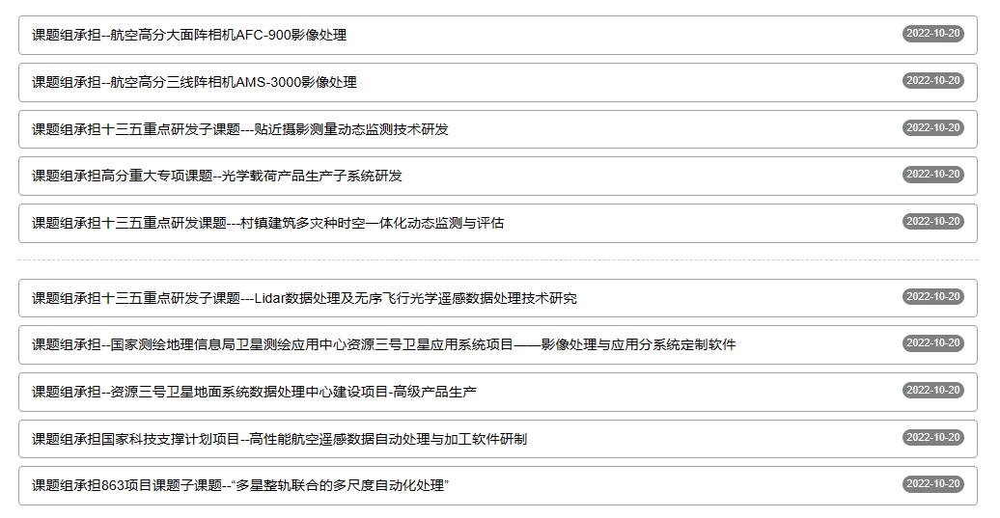 课题组承担--航空高分大面阵相机AFC-900影像处理 2022-10-20
课题组承担--航空高分三线阵相机AMS-3000影像处理 2022-10-20
课题组承担十三五重点研发子课题---贴近摄影测量动态监测技术研发 2022-10-20
课题组承担高分重大专项课题--光学载荷产品生产子系统研发 2022-10-20
课题组承担十三五重点研发课题---村镇建筑多灾种时空一体化动态监测与评估 2022-10-20
课题组承担十三五重点研发子课题---Lidar数据处理及无序飞行光学遥感数据处理技术研究 2022-10-20
课题组承担--国家测绘地理信息局卫星测绘应用中心资源三号卫星应用系统项目——影像处理与应用分系统定制软件 2022-10-20
课题组承担--资源三号卫星地面系统数据处理中心建设项目-高级产品生产 2022-10-20
课题组承担国家科技支撑计划项目--高性能航空遥感数据自动处理与加工软件研制 2022-10-20
课题组承担863项目课题子课题--“多星整轨联合的多尺度自动化处理” 2022-10-20